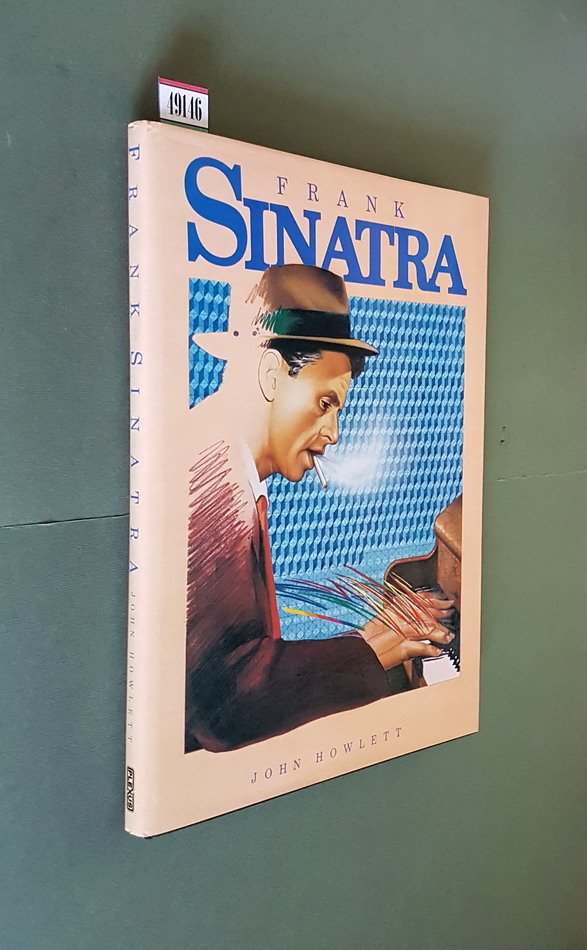 49146
FRANK
SINATRA
JOHN HOWLETT
FRANK SINATRA JOHN HOWLETT PLEXUS